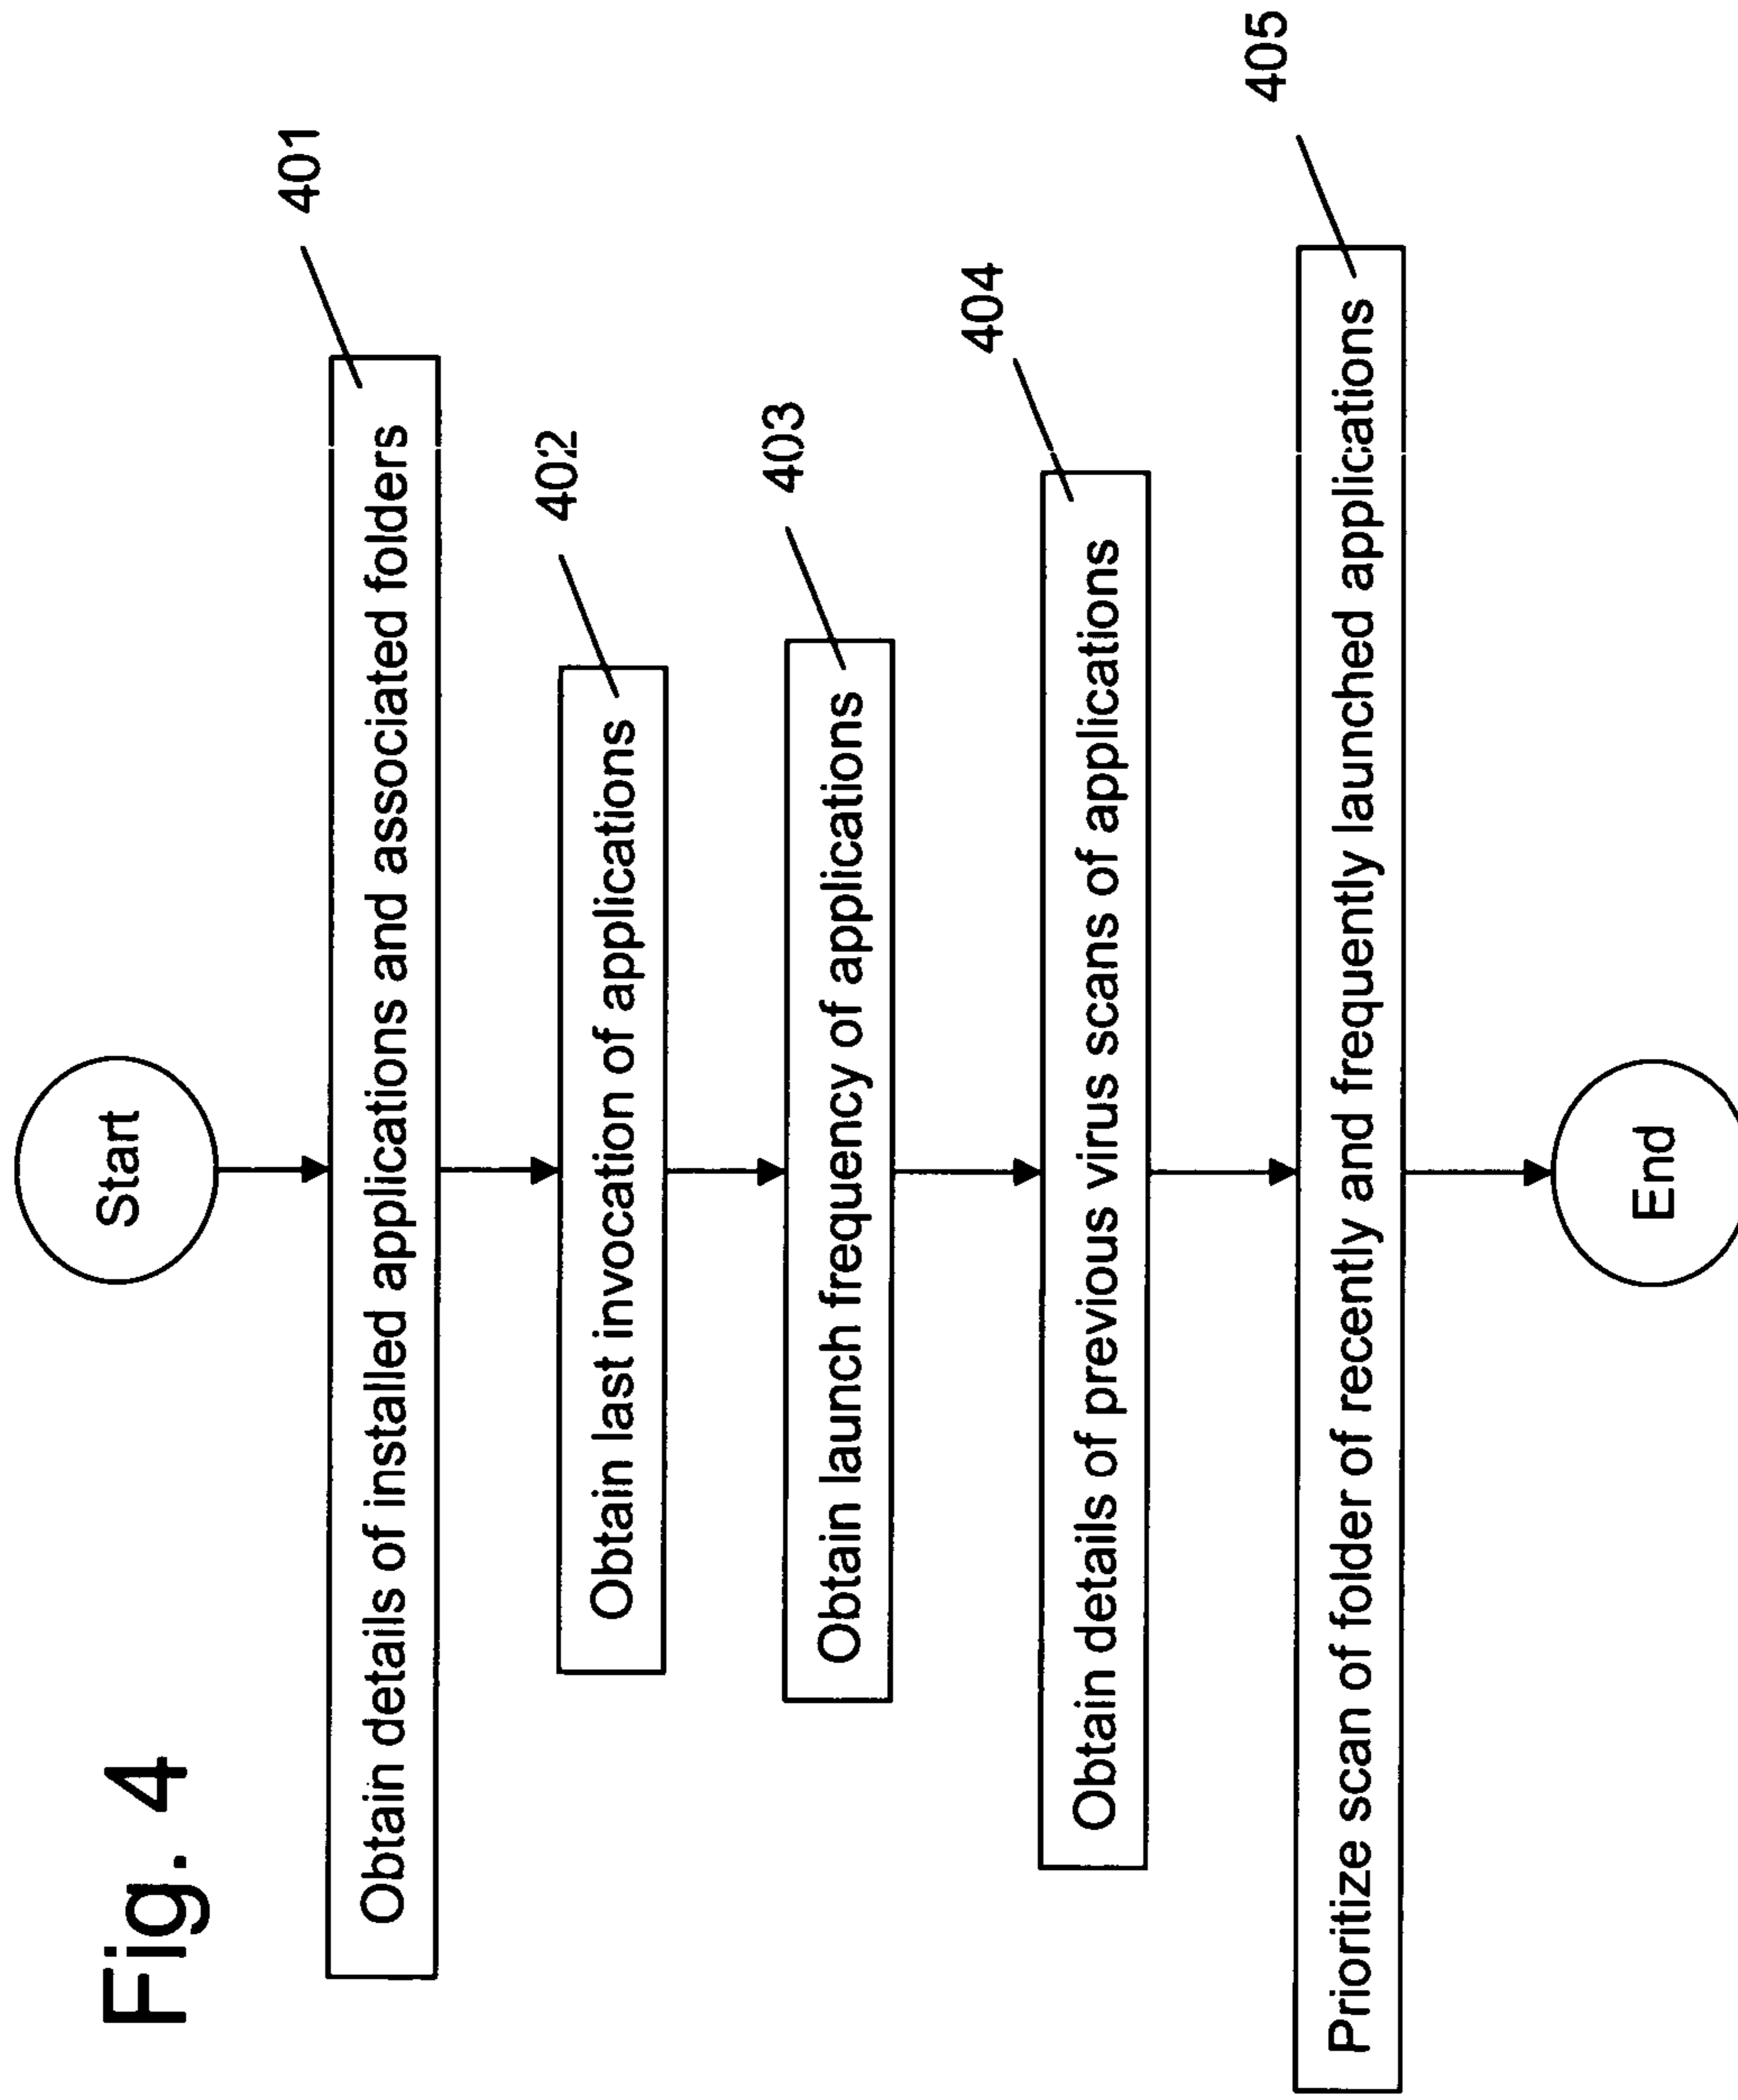 Fig. 4
Start
401
Obtain details of installed applications and associated folders
402
Obtain last invocation of applications
403
Obtain launch frequency of applications
404
Obtain details of previous virus scans of applications
405
Prioritize scan of folder of recently and frequently launched applications
End